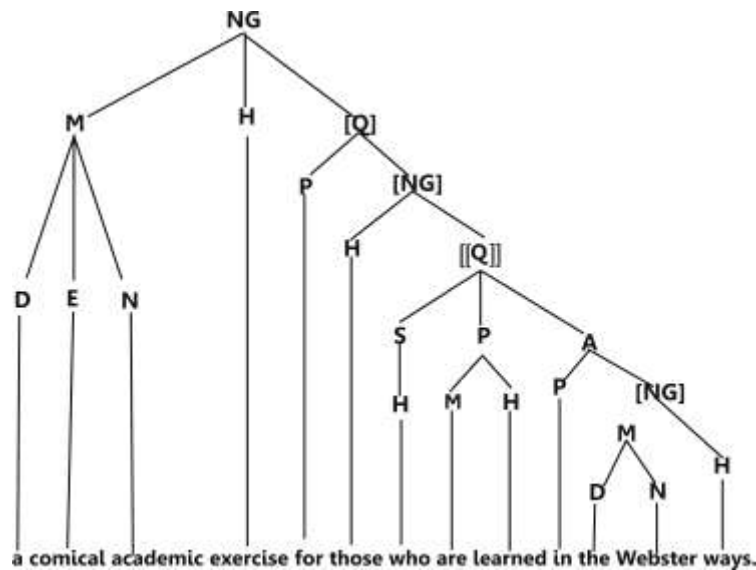 NG
M H [Q]
P [NG]
H [[Q]]
D E N
S P A
H M H P [NG]
M
H
D N
a comical academic exercise for those who are learned in the Webster ways.